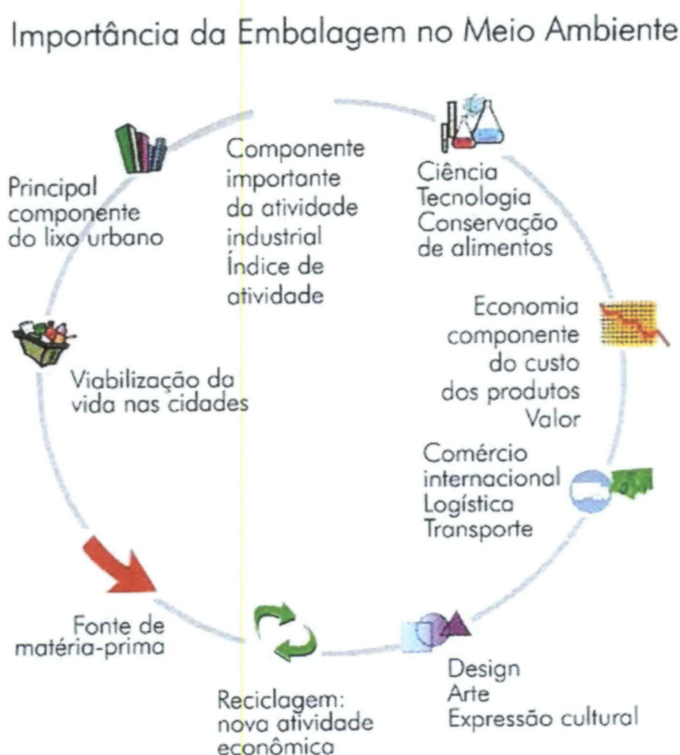 Importância da Embalagem no Meio Ambiente
Componente
importante
da atividade
industrial
Índice de
atividade
Ciência
Tecnologia
Conservação
de alimentos
Economia
componente
do custo
dos produtos
Valor
Comércio
internacional
Logística
Transporte
Design
Arte
Expressão cultural
Reciclagem:
nova atividade
econômica
Fonte de
matéria-prima
Viabilização da
vida nas cidades
Principal
componente
do lixo urbano